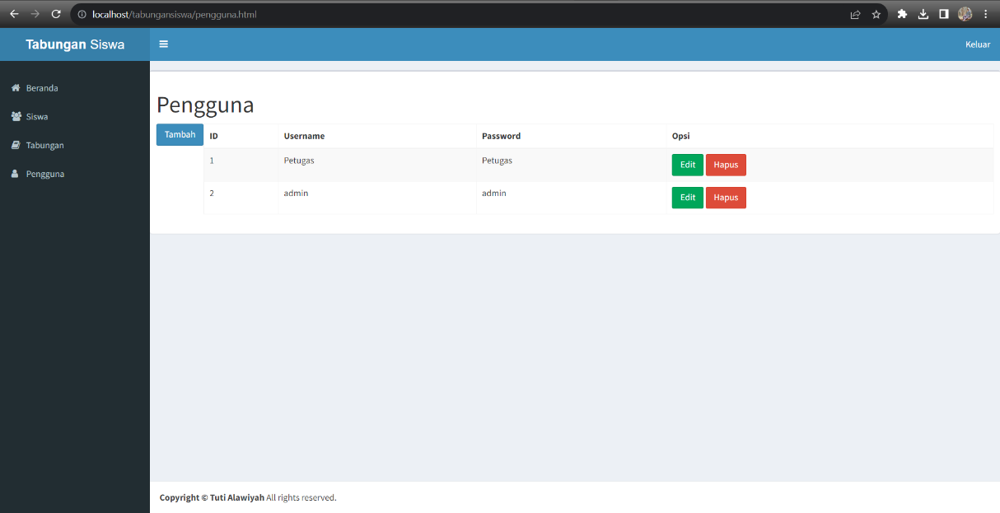 localhost/tabungansiswa/pengguna.html
Tabungan Siswa
Keluar
Beranda
Siswa
Tabungan
Pengguna
Pengguna
Tambah
ID Username Password Opsi
1 Petugas Petugas Edit Hapus
2 admin admin Edit Hapus
Copyright © Tuti Alawiyah All rights reserved.